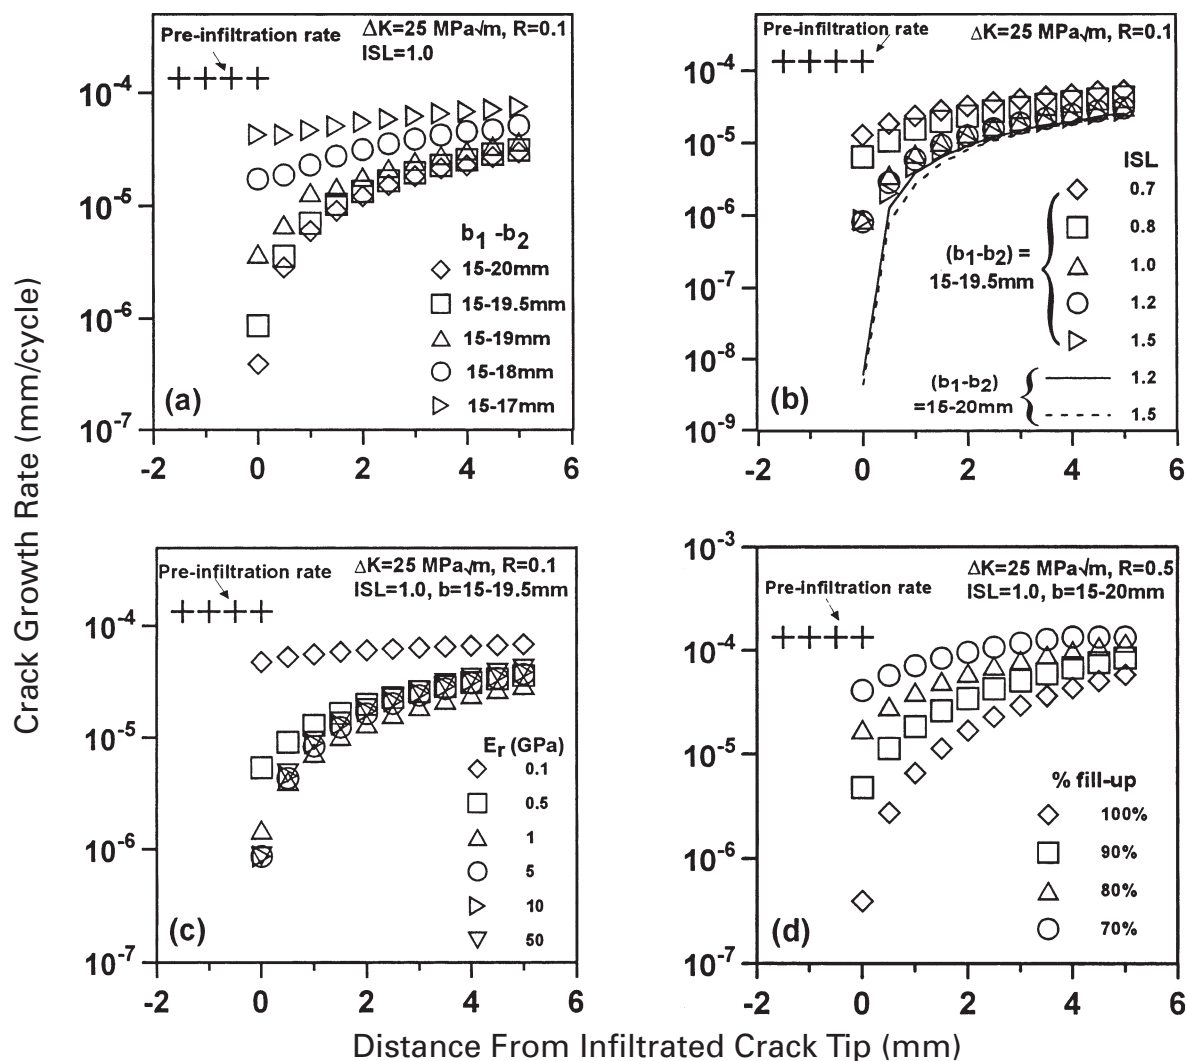 Crack Growth Rate (mm/cycle)
Pre-infiltration rate
ΔK=25 MPa√m, R=0.1
ISL=1.0
10-4
10-5
10-6
10-7
b1 -b2
15-20mm
15-19.5mm
15-19mm
15-18mm
15-17mm
(a)
-2 0 2 4 6
Pre-infiltration rate
ΔK=25 MPa√m, R=0.1
10-4
10-5
10-6
10-7
10-8
10-9
ISL
0.7
0.8
1.0
1.2
1.5
(b1-b2) =
15-19.5mm
(b1-b2)
=15-20mm
1.2
1.5
(b)
-2 0 2 4 6
Pre-infiltration rate
ΔK=25 MPa√m, R=0.1
ISL=1.0, b=15-19.5mm
10-4
10-5
10-6
10-7
Er (GPa)
0.1
0.5
1
5
10
50
(c)
-2 0 2 4 6
Pre-infiltration rate
ΔK=25 MPa√m, R=0.5
ISL=1.0, b=15-20mm
10-3
10-4
10-5
10-6
10-7
% fill-up
100%
90%
80%
70%
(d)
-2 0 2 4 6
Distance From Infiltrated Crack Tip (mm)